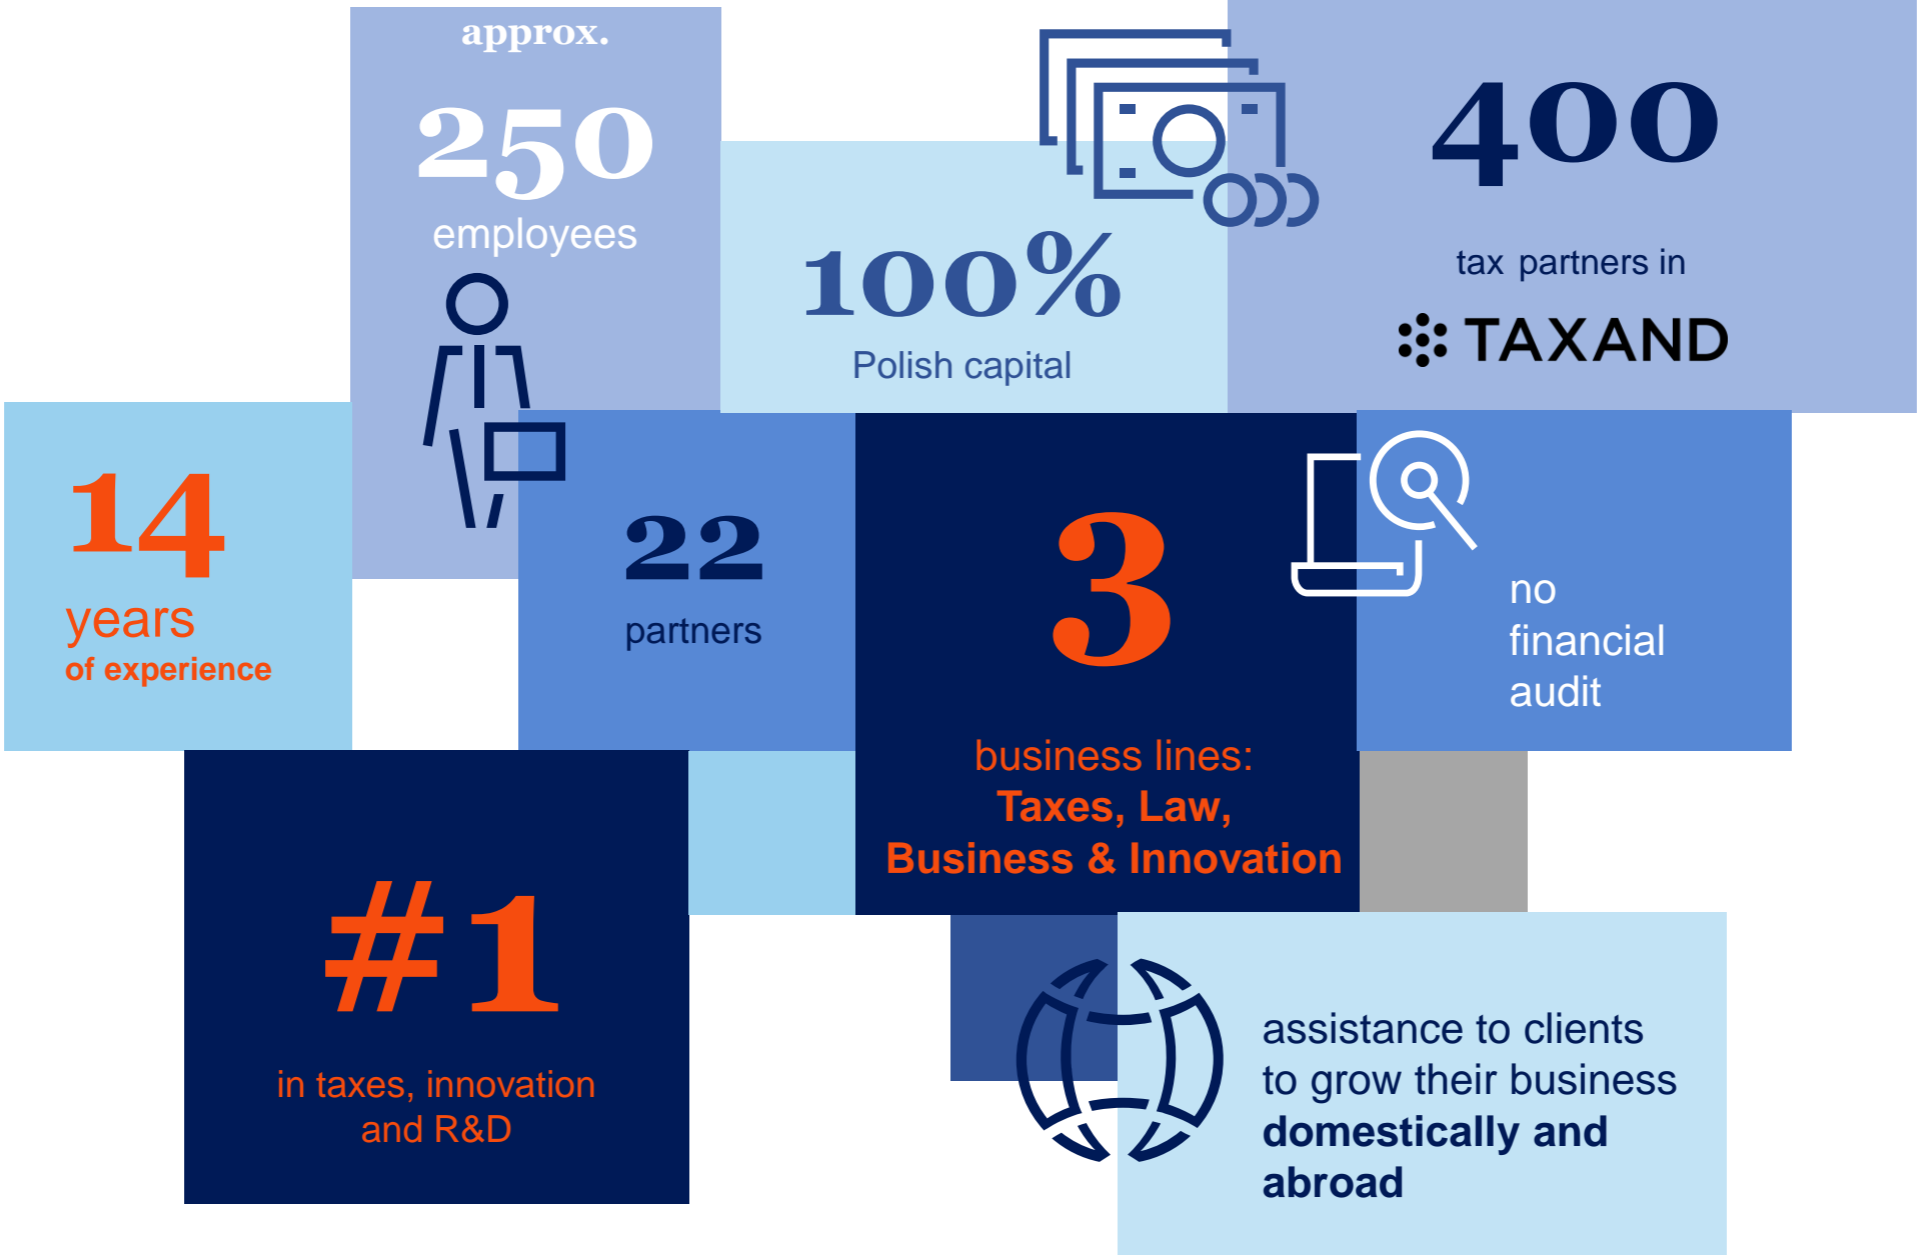 approx.
250
employees
100%
Polish capital
400
tax partners in
TAXAND
14
years
of experience
22
partners
3
business lines:
Taxes, Law,
Business & Innovation
no
financial
audit
#1
in taxes, innovation
and R&D
assistance to clients
to grow their business
domestically and
abroad